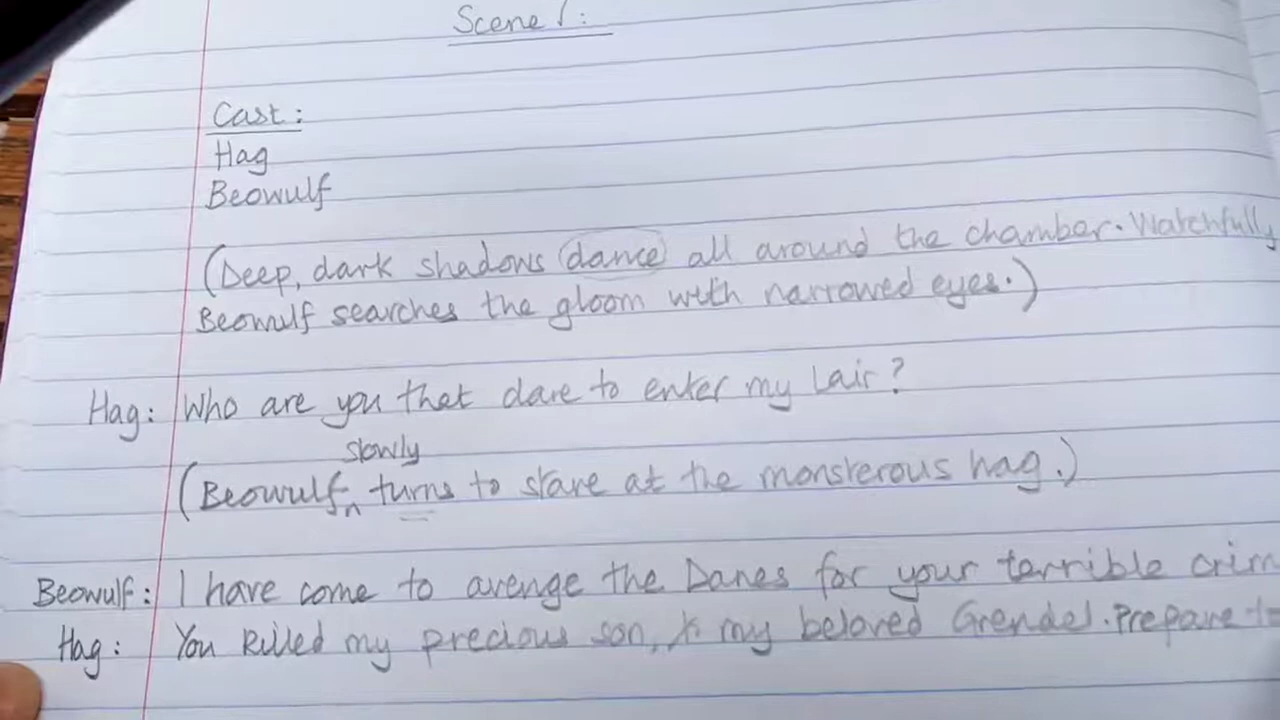 Scene 1:
Cast:
Hag
Beowulf
(Deep, dark shadows dance all around the chamber. Watchfully
Beowulf searches the gloom with narrowed eyes.)
Hag: Who are you that dare to enter my lair?
slowly
(Beowulf turns to stare at the monsterous hag.)
Beowulf: I have come to avenge the Danes for your terrible crim
Hag: You killed my precious son, my beloved Grendel. Prepare to